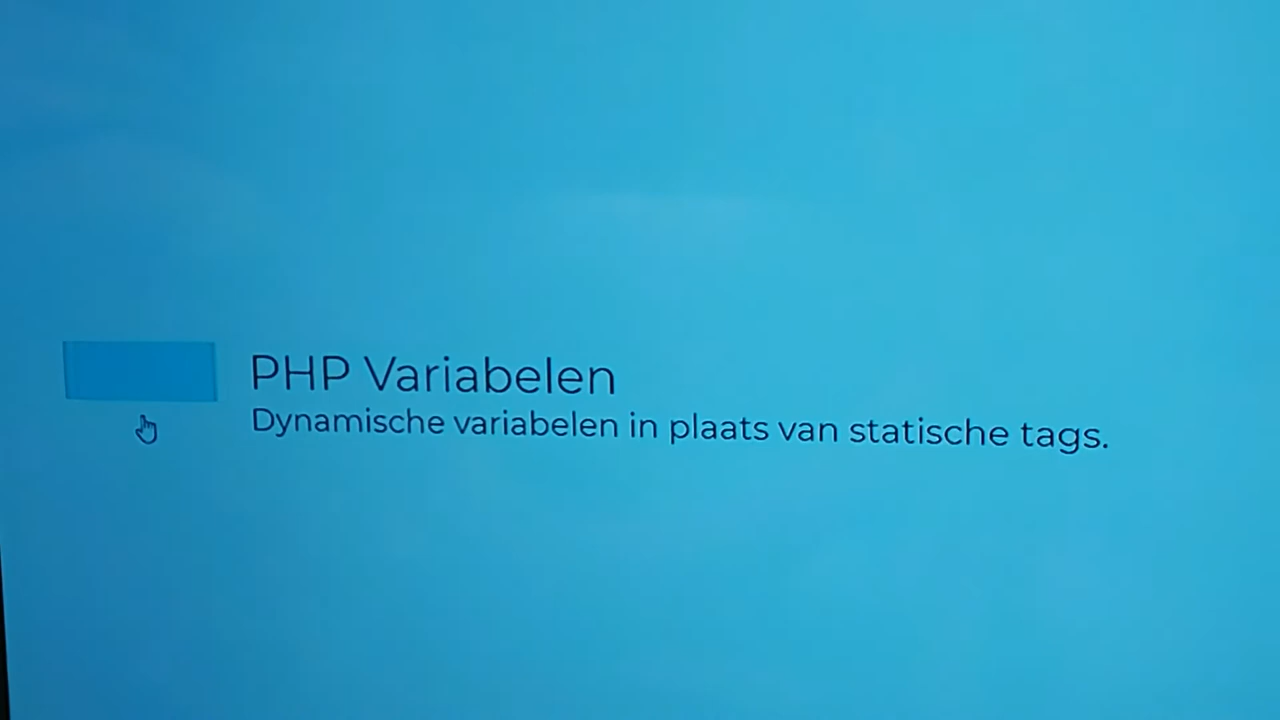 PHP Variabelen
Dynamische variabelen in plaats van statische tags.